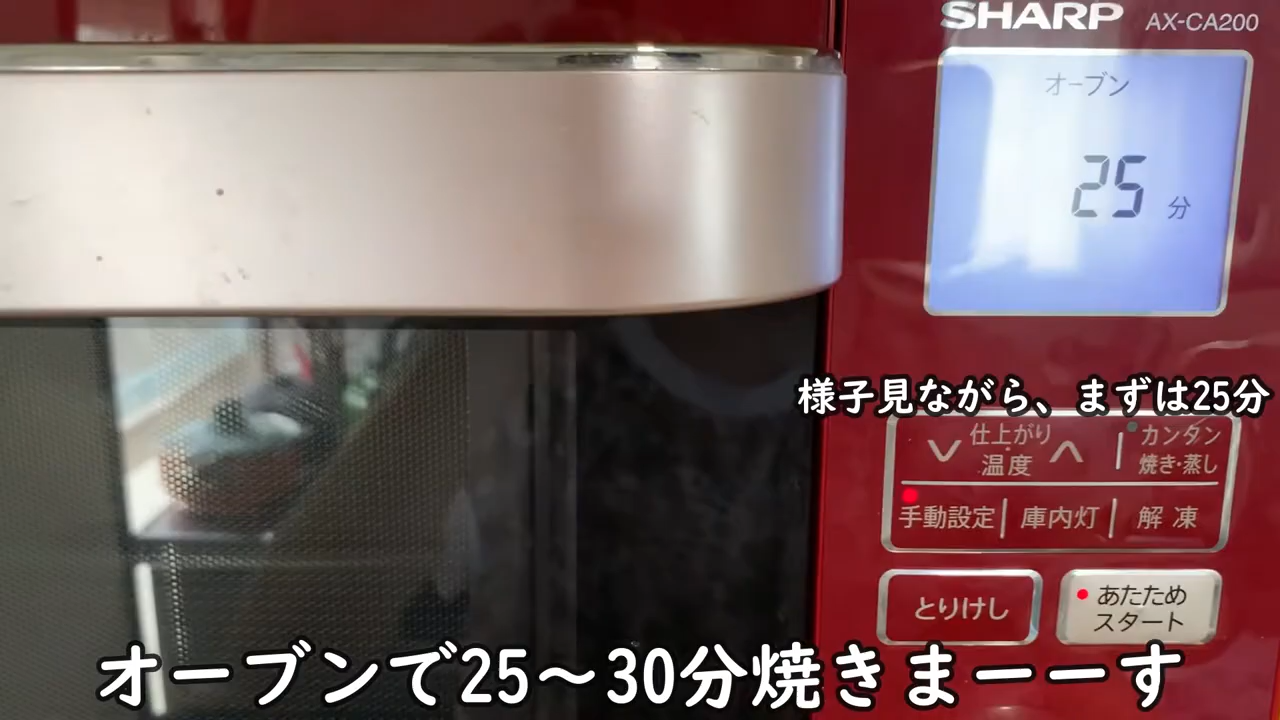 SHARP AX-CA200
オーブン
25分
様子見ながら、まずは25分
仕上がり
温度
カンタン
焼き・蒸し
手動設定
庫内灯
解凍
とりけし
あたため
スタート
オーブンで25～30分焼きまーーす